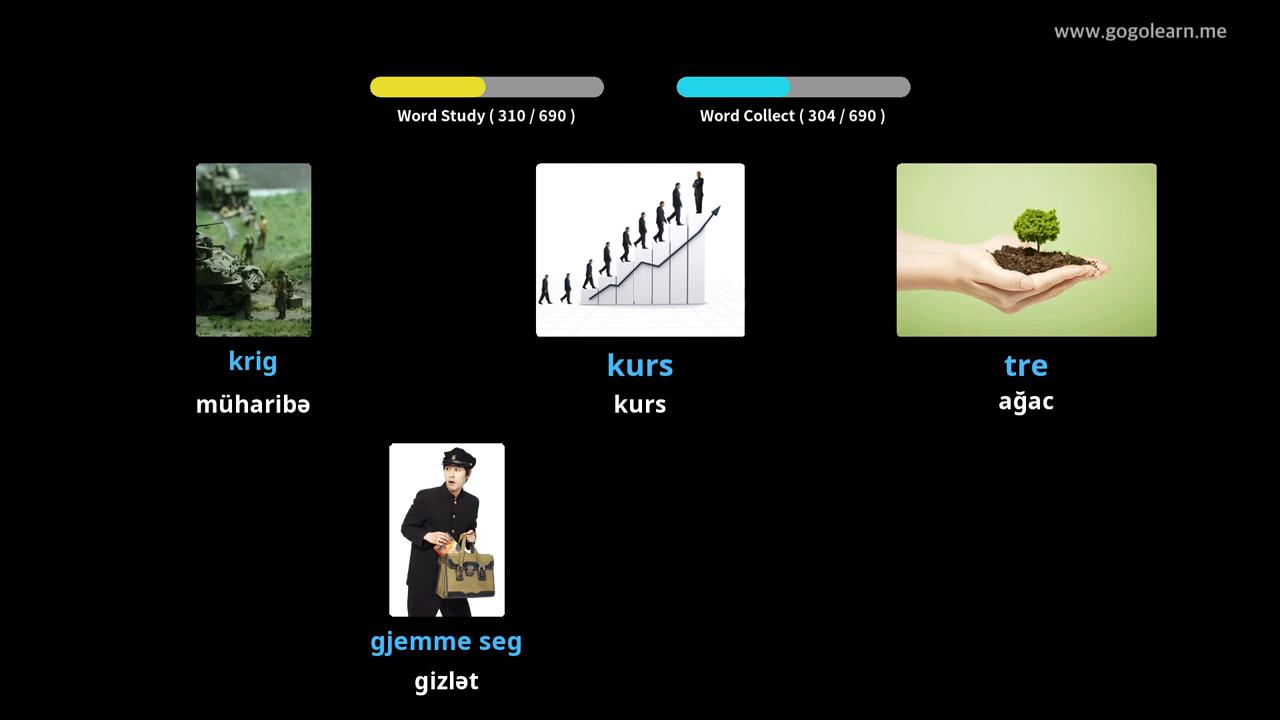 www.gogolearn.me
Word Study ( 310 / 690 )
Word Collect ( 304 / 690 )
krig
kurs
tre
müharibə
kurs
ağac
gjemme seg
gizlət